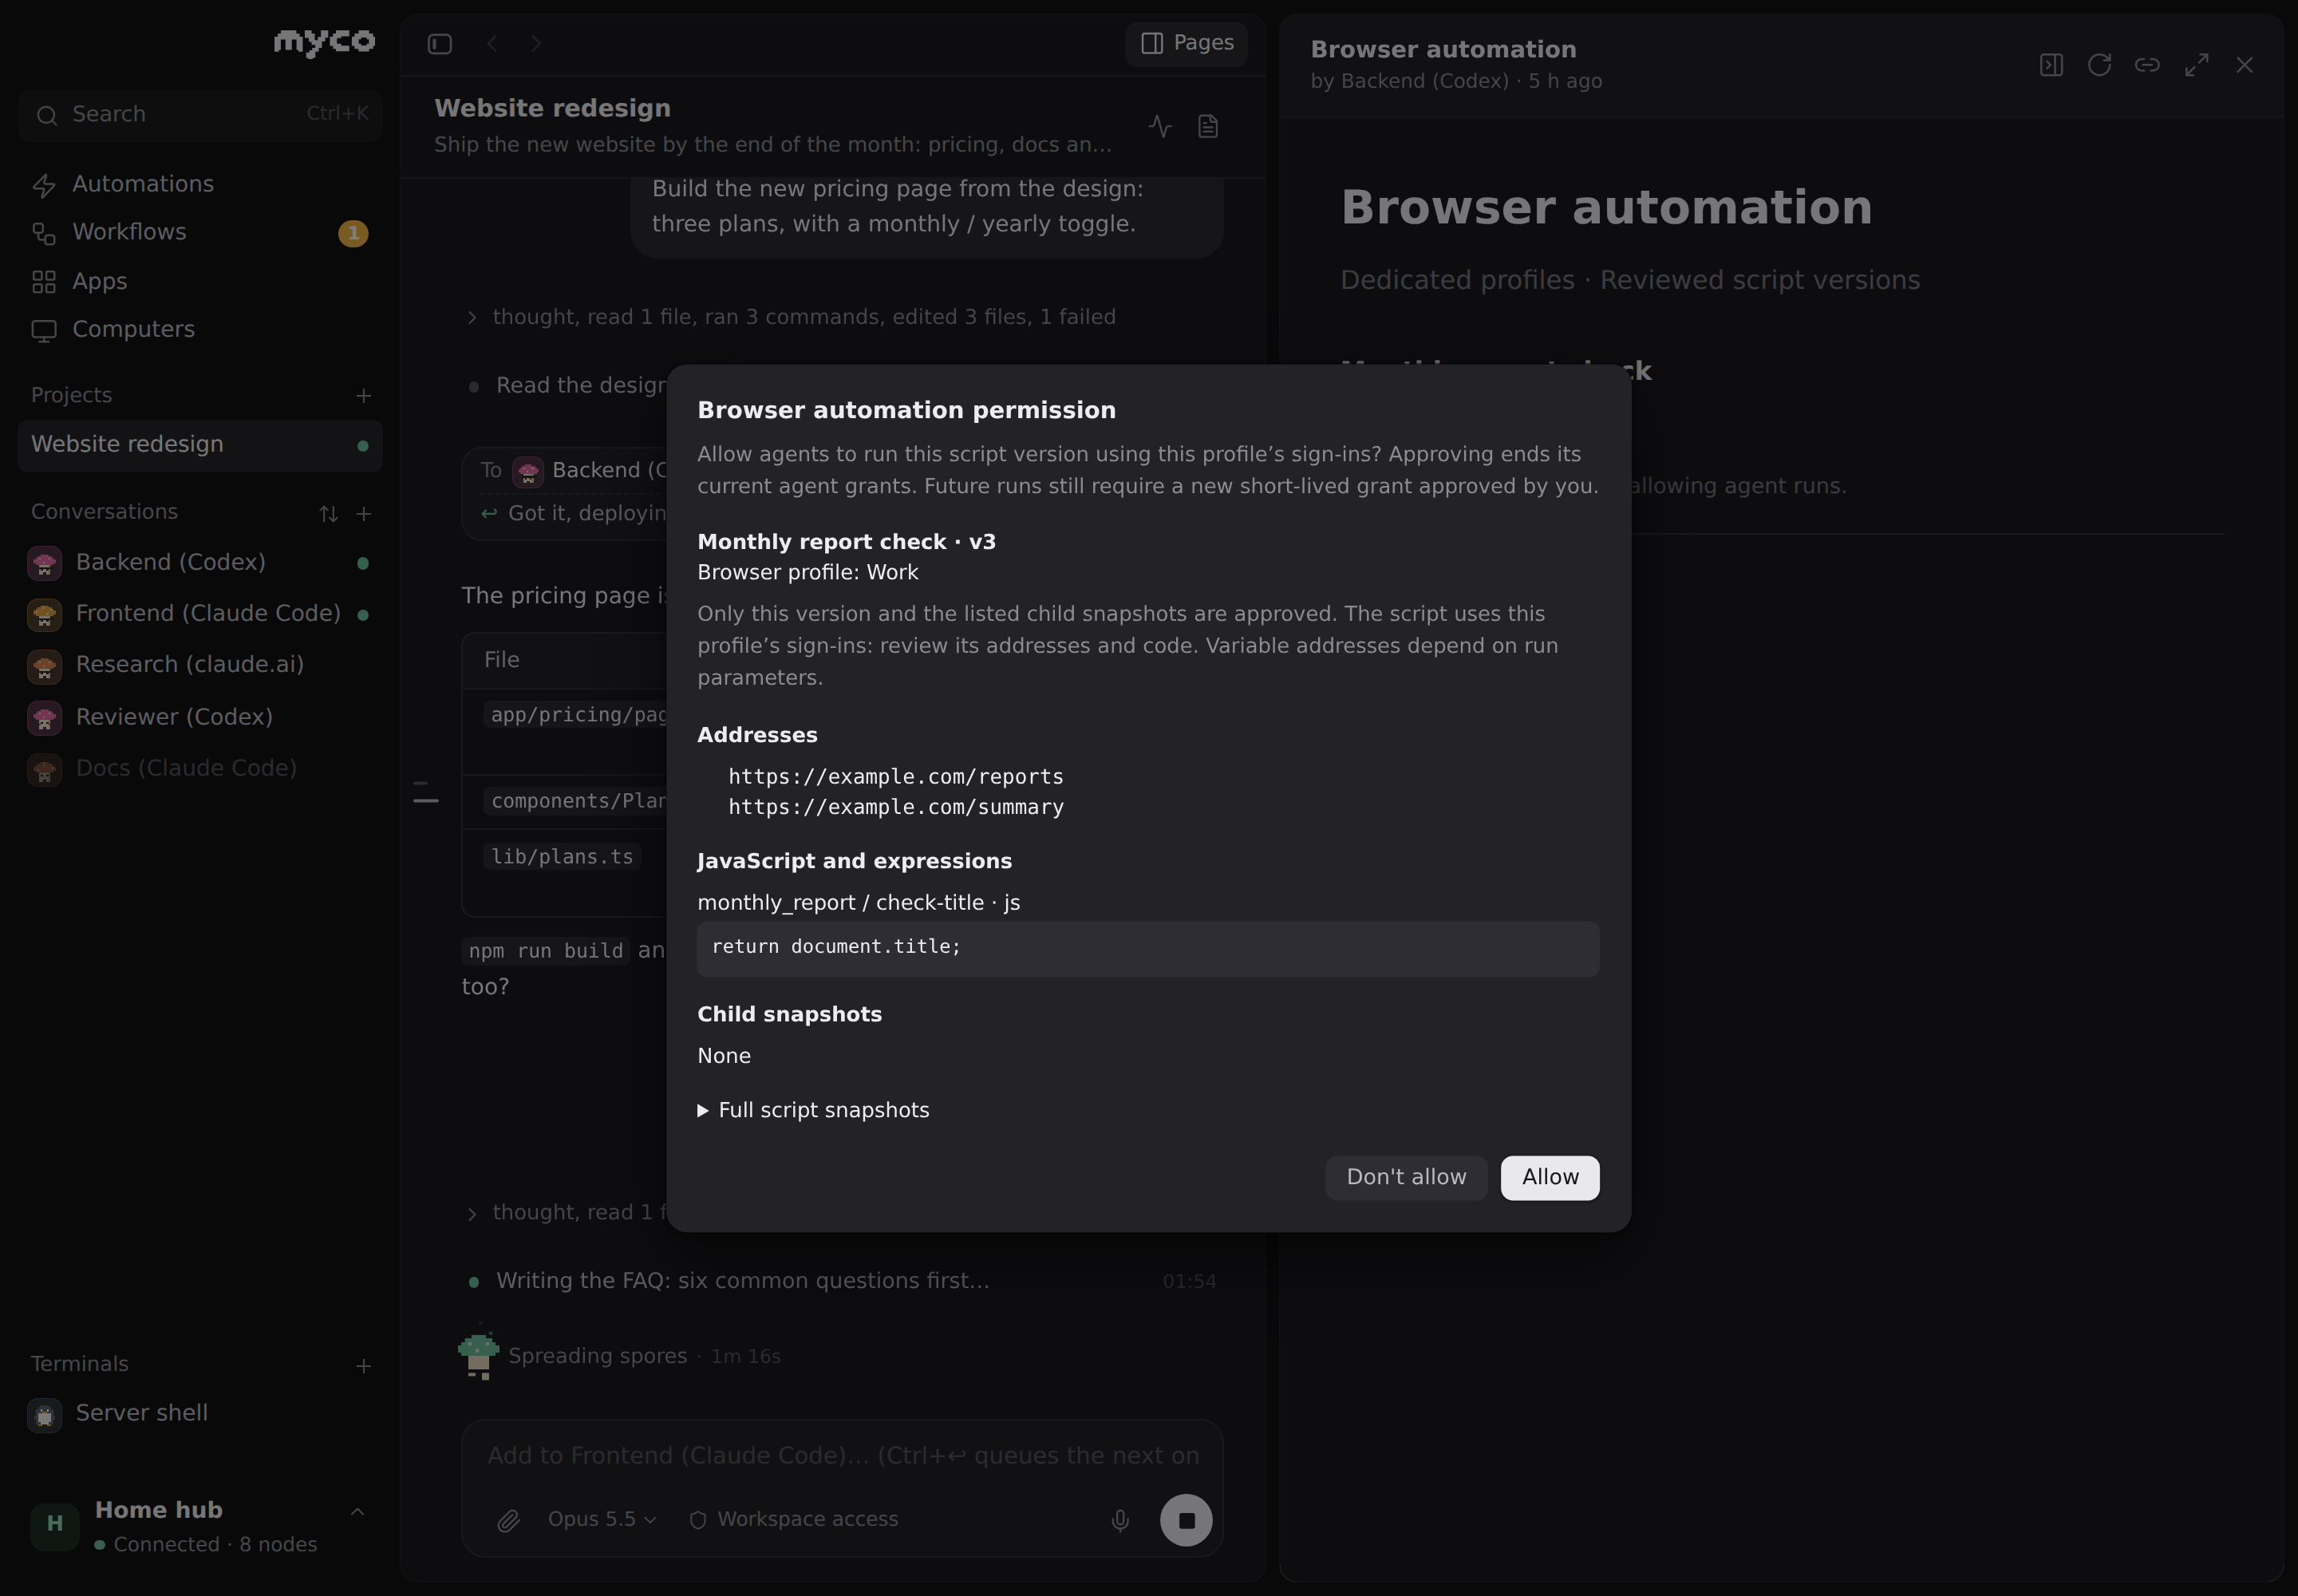 myco
Search Ctrl+K
Automations
Workflows 1
Apps
Computers
Projects
Website redesign
Conversations
Backend (Codex)
Frontend (Claude Code)
Research (claude.ai)
Reviewer (Codex)
Docs (Claude Code)
Terminals
Server shell
H Home hub
Connected · 8 nodes
Pages
Website redesign
Ship the new website by the end of the month: pricing, docs an…
Build the new pricing page from the design:
three plans, with a monthly / yearly toggle.
thought, read 1 file, ran 3 commands, edited 3 files, 1 failed
Read the design
To Backend (C
↩ Got it, deployin
The pricing page is
File
app/pricing/pag
components/Plan
lib/plans.ts
npm run build an
too?
thought, read 1 f
Writing the FAQ: six common questions first… 01:54
Spreading spores · 1m 16s
Add to Frontend (Claude Code)… (Ctrl+↩ queues the next on
Opus 5.5 Workspace access
Browser automation
by Backend (Codex) · 5 h ago
Browser automation
Dedicated profiles · Reviewed script versions
allowing agent runs.
Browser automation permission
Allow agents to run this script version using this profile’s sign-ins? Approving ends its
current agent grants. Future runs still require a new short-lived grant approved by you.
Monthly report check · v3
Browser profile: Work
Only this version and the listed child snapshots are approved. The script uses this
profile’s sign-ins: review its addresses and code. Variable addresses depend on run
parameters.
Addresses
https://example.com/reports
https://example.com/summary
JavaScript and expressions
monthly_report / check-title · js
return document.title;
Child snapshots
None
Full script snapshots
Don't allow Allow